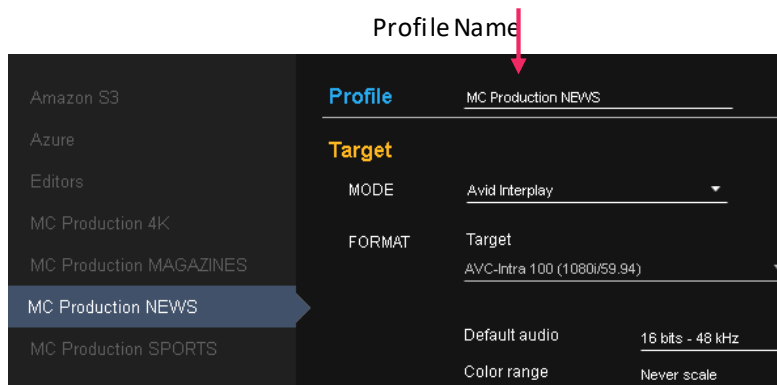 Profile Name
Amazon S3
Azure
Editors
MC Production 4K
MC Production MAGAZINES
MC Production NEWS
MC Production SPORTS
Profile MC Production NEWS
Target
MODE Avid Interplay
FORMAT Target
AVC-Intra 100 (1080i/59.94)
Default audio 16 bits - 48 kHz
Color range Never scale